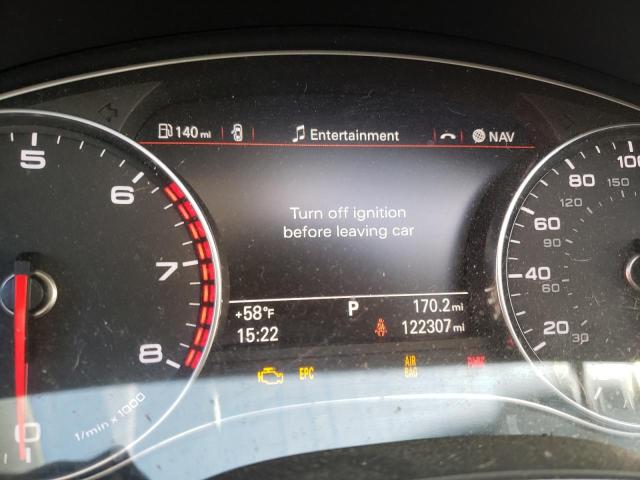 140 mi
Entertainment
NAV
5
6
7
8
0
1/min x 1000
Turn off ignition
before leaving car
+58°F
P
170.2 mi
15:22
122307 mi
EPC
AIR
BAG
100
80
60
40
20
150
120
90
60
30